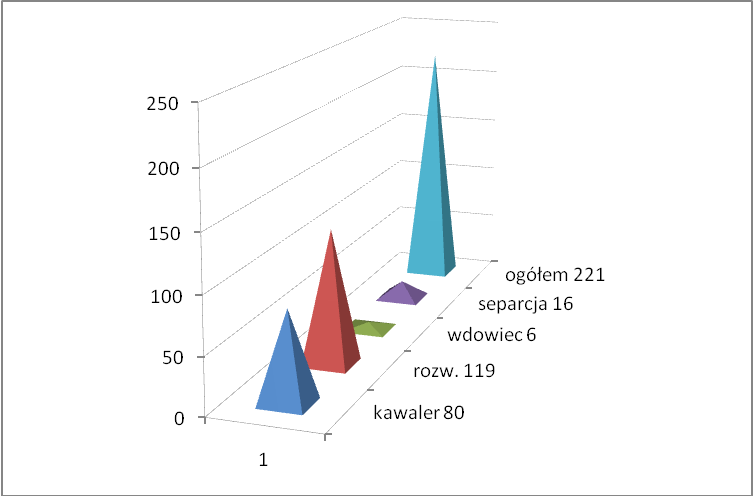 250
200
150
100
50
0
1
ogółem 221
separcja 16
wdowiec 6
rozw. 119
kawaler 80